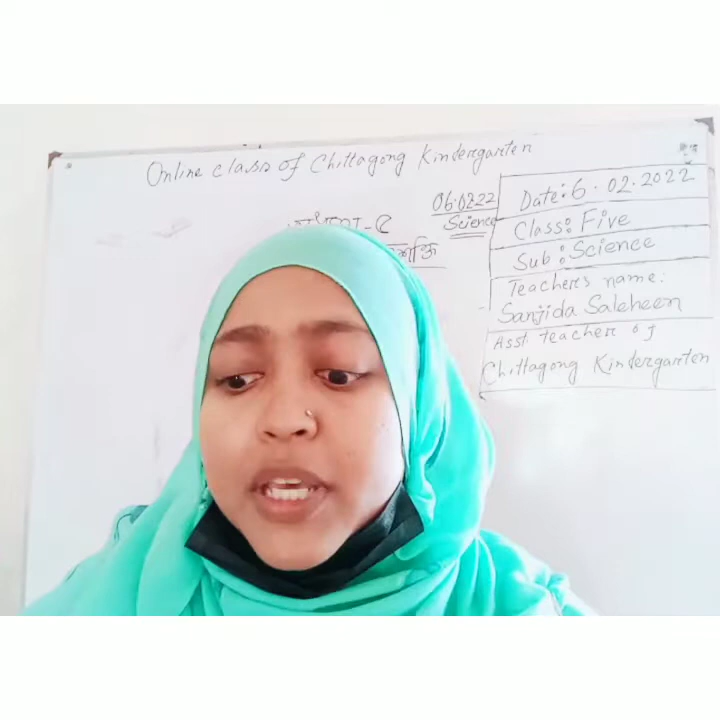 Online class of Chittagong Kindergarten
06.02.22
Science
Date: 6.02.2022
Class: Five
Sub: Science
Teacher's name:
Sanjida Saleheen
Asst teacher of
Chittagong Kindergarten